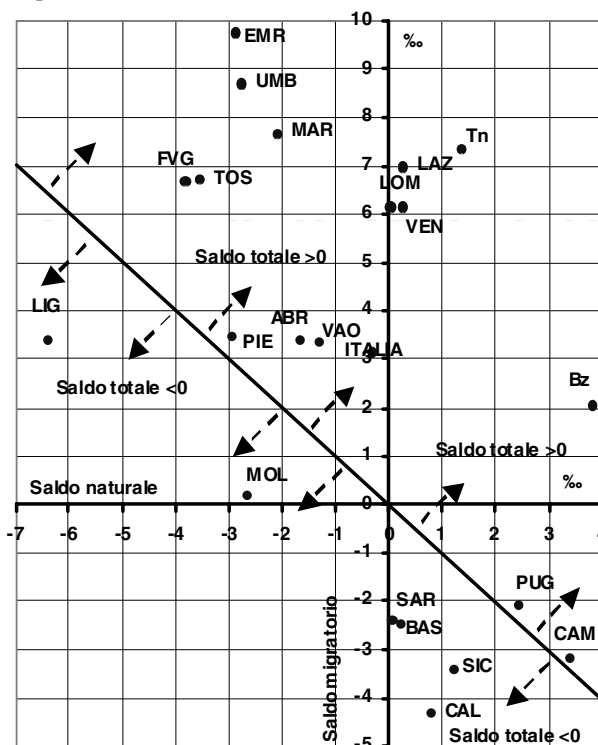 10
EMR
‰
9
UMB
8
MAR
Tn
FVG
7
LAZ
TOS
LOM
6
VEN
5
Saldo totale >0
LIG
4
ABR
VAO
PIE
ITALIA
3
Bz
Saldo totale <0
2
1
Saldo totale >0
MOL
Saldo naturale
‰
0
-7 -6 -5 -4 -3 -2 -1 0 1 2 3 4
-1
PUG
-2
SAR
BAS
CAM
-3
SIC
-4
CAL
Saldo totale <0
-5
Saldo migratorio